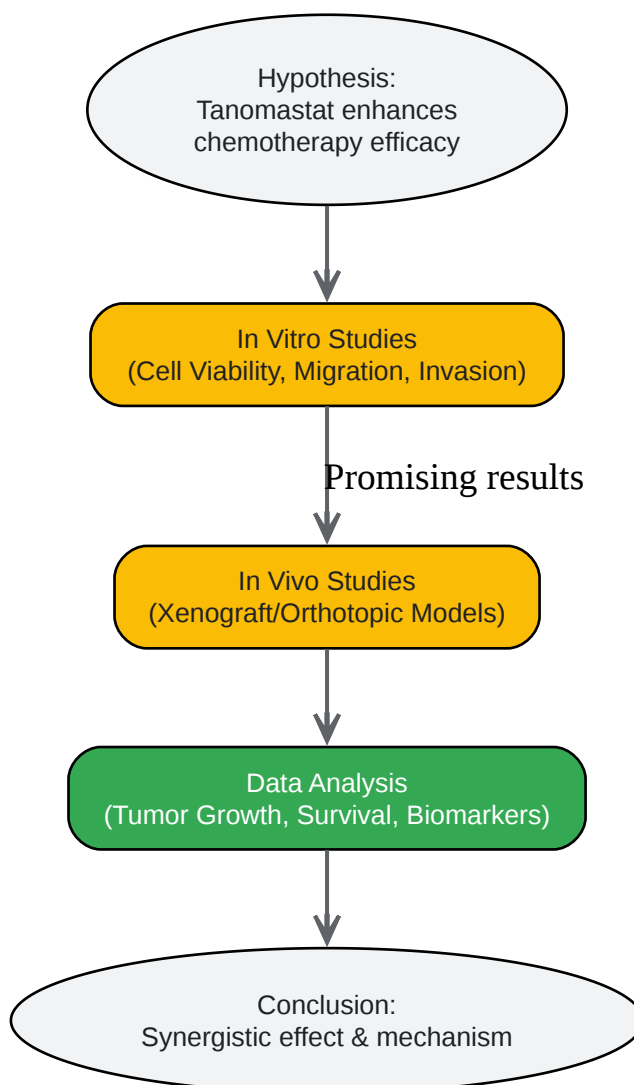 Hypothesis:
Tanomastat enhances
chemotherapy efficacy
In Vitro Studies
(Cell Viability, Migration, Invasion)
Promising results
In Vivo Studies
(Xenograft/Orthotopic Models)
Data Analysis
(Tumor Growth, Survival, Biomarkers)
Conclusion:
Synergistic effect & mechanism